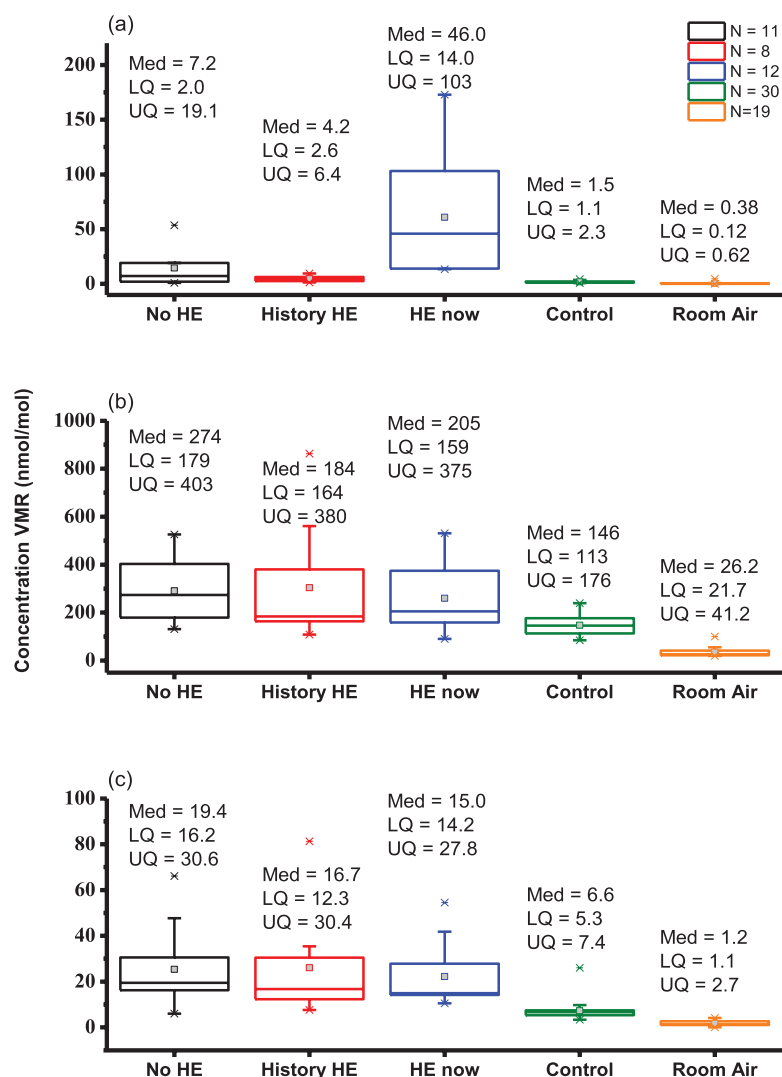 (a)
N = 11
N = 8
N = 12
N = 30
N=19
Med = 7.2
LQ = 2.0
UQ = 19.1
Med = 4.2
LQ = 2.6
UQ = 6.4
Med = 46.0
LQ = 14.0
UQ = 103
Med = 1.5
LQ = 1.1
UQ = 2.3
Med = 0.38
LQ = 0.12
UQ = 0.62
200
150
100
50
0
No HE History HE HE now Control Room Air
Concentration VMR (nmol/mol)
(b)
Med = 274
LQ = 179
UQ = 403
Med = 184
LQ = 164
UQ = 380
Med = 205
LQ = 159
UQ = 375
Med = 146
LQ = 113
UQ = 176
Med = 26.2
LQ = 21.7
UQ = 41.2
1000
800
600
400
200
0
No HE History HE HE now Control Room Air
(c)
Med = 19.4
LQ = 16.2
UQ = 30.6
Med = 16.7
LQ = 12.3
UQ = 30.4
Med = 15.0
LQ = 14.2
UQ = 27.8
Med = 6.6
LQ = 5.3
UQ = 7.4
Med = 1.2
LQ = 1.1
UQ = 2.7
100
80
60
40
20
0
No HE History HE HE now Control Room Air